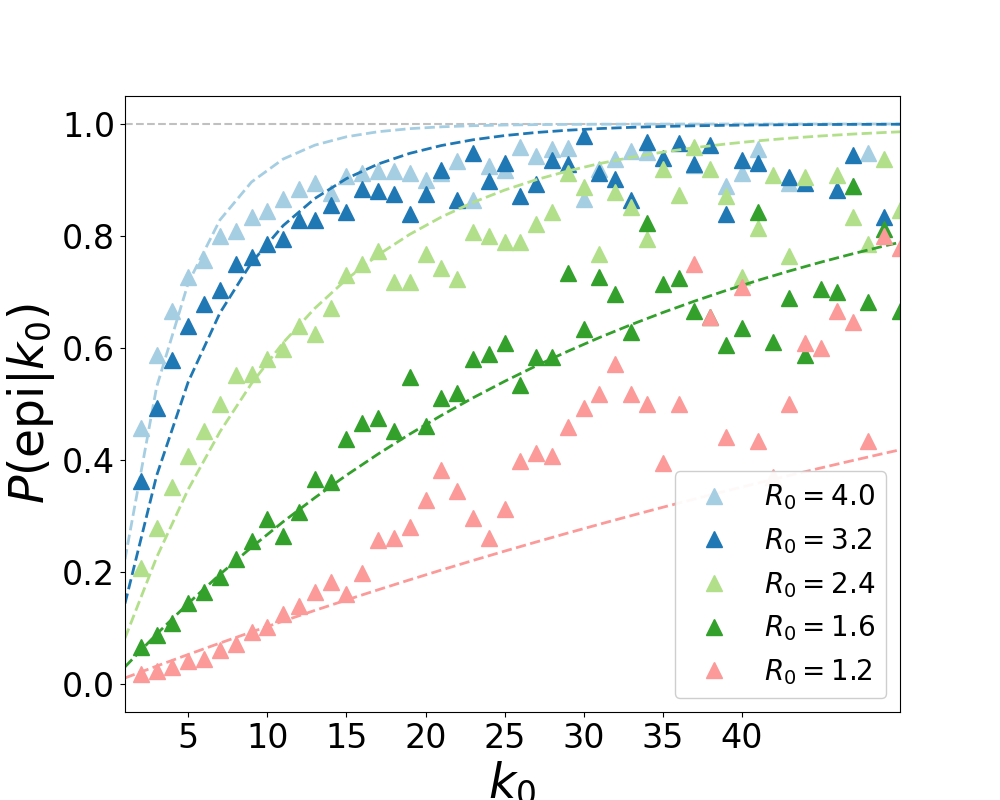 1.0
0.8
0.6
0.4
0.2
0.0
P(epi|k₀)
5 10 15 20 25 30 35 40
k₀
R₀ = 4.0
R₀ = 3.2
R₀ = 2.4
R₀ = 1.6
R₀ = 1.2